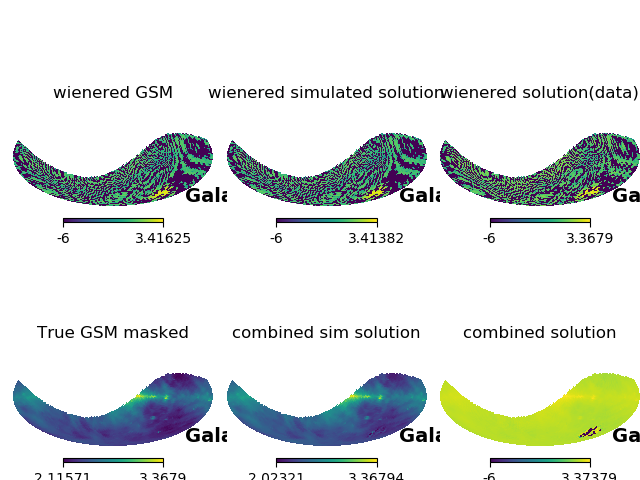 wienered GSM
wienered simulated solution
wienered solution(data)
Gala
Gala
Ga
-6 3.41625
-6 3.41382
-6 3.3679
True GSM masked
combined sim solution
combined solution
Gala
Gala
Ga
2.11571 3.3679
2.02321 3.36794
-6 3.37379